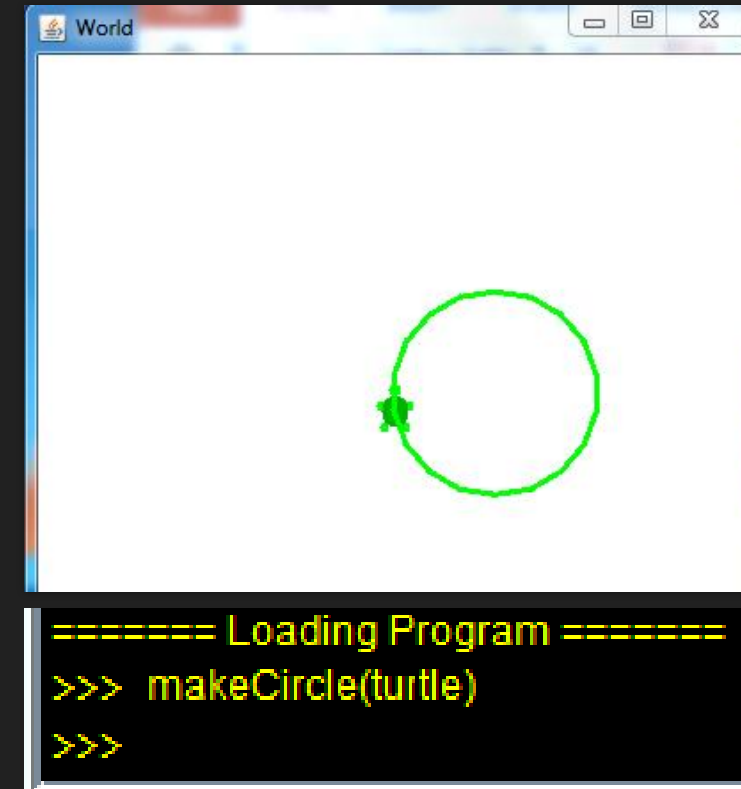 World
======= Loading Program =======
>>> makeCircle(turtle)
>>>